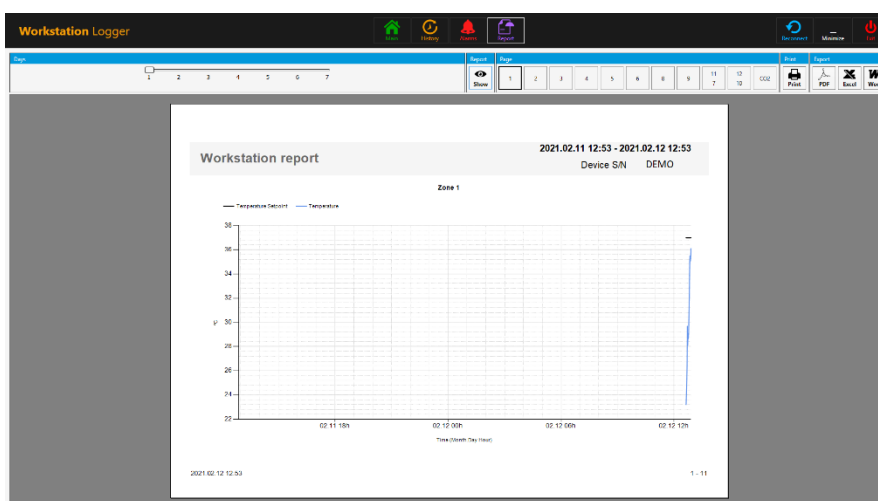 Workstation Logger
Main
History
Alarms
Report
Reconnect
Minimize
Exit
Days
1 2 3 4 5 6 7
Report
Show
Page
1 2 3 4 5 6 8 9 11 7 12 10 CO2
Print
Print
Export
PDF Excel Wor
Workstation report
2021.02.11 12:53 - 2021.02.12 12:53
Device S/N DEMO
Zone 1
Temperature Setpoint Temperature
38
36
34
32
°C
30
28
26
24
22
02.11 18h 02.12 00h 02.12 06h 02.12 12h
Time (Month Day Hour)
2021.02.12 12:53
1 - 11